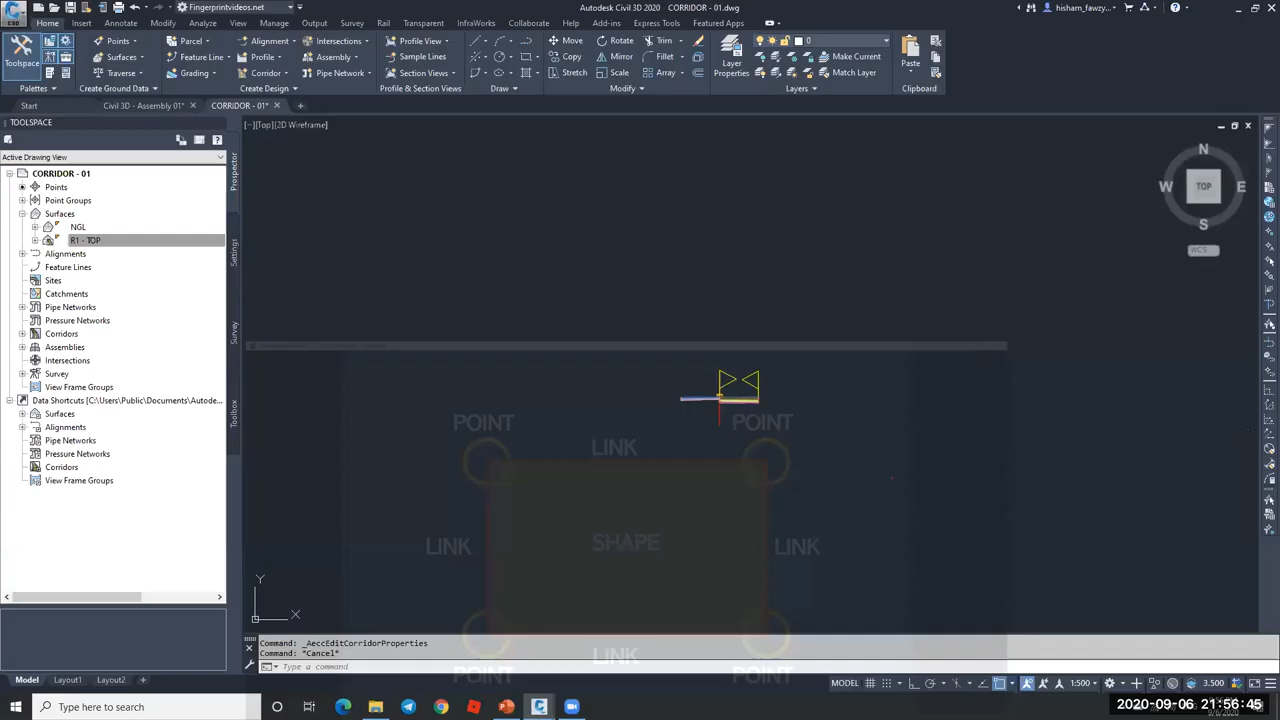 Fingerprintvideos.net
Autodesk Civil 3D 2020 CORRIDOR - 01.dwg
Type a keyword or phrase
hisham_fawzy...
C3D
Home Insert Annotate Modify Analyze View Manage Output Survey Rail Transparent InfraWorks Collaborate Help Add-ins Express Tools Featured Apps
Toolspace
Points
Surfaces
Traverse
Parcel
Feature Line
Grading
Alignment
Profile
Corridor
Intersections
Assembly
Pipe Network
Profile View
Sample Lines
Section Views
Move
Copy
Stretch
Rotate
Mirror
Scale
Trim
Fillet
Array
Layer
Properties
0
Make Current
Match Layer
Paste
Palettes Create Ground Data Create Design Profile & Section Views Draw Modify Layers Clipboard
Start Civil 3D - Assembly 01* CORRIDOR - 01*
TOOLSPACE
Active Drawing View
CORRIDOR - 01
Points
Point Groups
Surfaces
NGL
R1 - TOP
Alignments
Feature Lines
Sites
Catchments
Pipe Networks
Pressure Networks
Corridors
Assemblies
Intersections
Survey
View Frame Groups
Data Shortcuts [C:\Users\Public\Documents\Autode...
Surfaces
Alignments
Pipe Networks
Pressure Networks
Corridors
View Frame Groups
Prospector
Settings
Survey
Toolbox
[−][Top][2D Wireframe]
N
W TOP E
S
WCS
POINT POINT
LINK
LINK SHAPE LINK
LINK
POINT POINT
Y
X
Command: _AeccEditCorridorProperties
Command: *Cancel*
Type a command
Model Layout1 Layout2
MODEL 1:500 3.500
Type here to search
2020-09-06 21:56:45